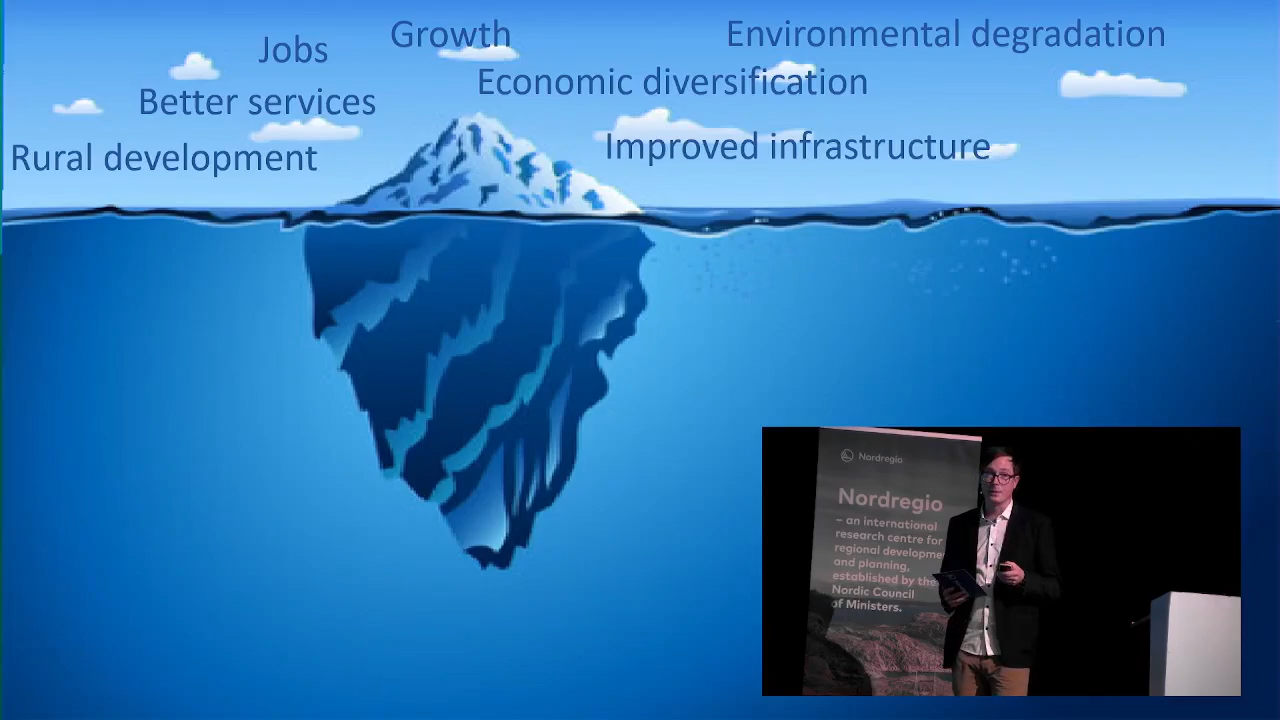 Growth
Environmental degradation
Jobs
Economic diversification
Better services
Improved infrastructure
Rural development
Nordregio
Nordregio
– an international
research centre for
regional developme
and planning,
established by the
Nordic Council
of Ministers.